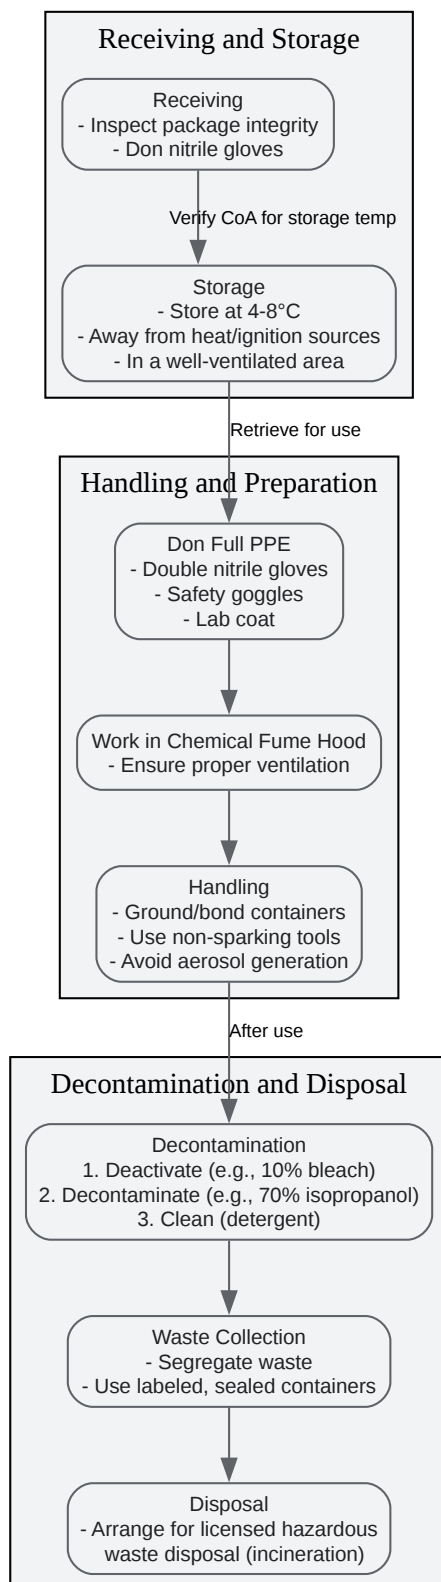 Receiving and Storage
Receiving
- Inspect package integrity
- Don nitrile gloves
Verify CoA for storage temp
Storage
- Store at 4-8°C
- Away from heat/ignition sources
- In a well-ventilated area
Retrieve for use
Handling and Preparation
Don Full PPE
- Double nitrile gloves
- Safety goggles
- Lab coat
Work in Chemical Fume Hood
- Ensure proper ventilation
Handling
- Ground/bond containers
- Use non-sparking tools
- Avoid aerosol generation
After use
Decontamination and Disposal
Decontamination
1. Deactivate (e.g., 10% bleach)
2. Decontaminate (e.g., 70% isopropanol)
3. Clean (detergent)
Waste Collection
- Segregate waste
- Use labeled, sealed containers
Disposal
- Arrange for licensed hazardous
waste disposal (incineration)